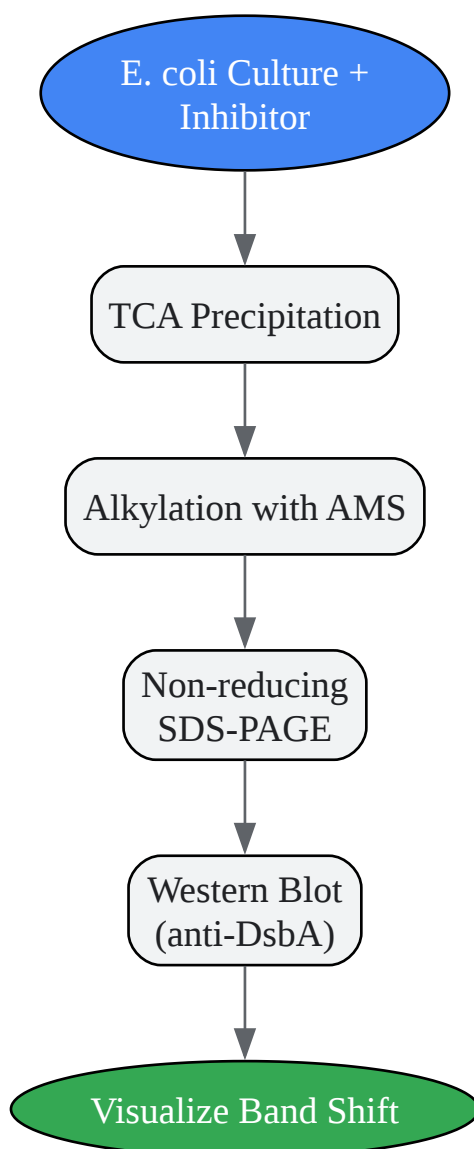 E. coli Culture +
Inhibitor
TCA Precipitation
Alkylation with AMS
Non-reducing
SDS-PAGE
Western Blot
(anti-DsbA)
Visualize Band Shift